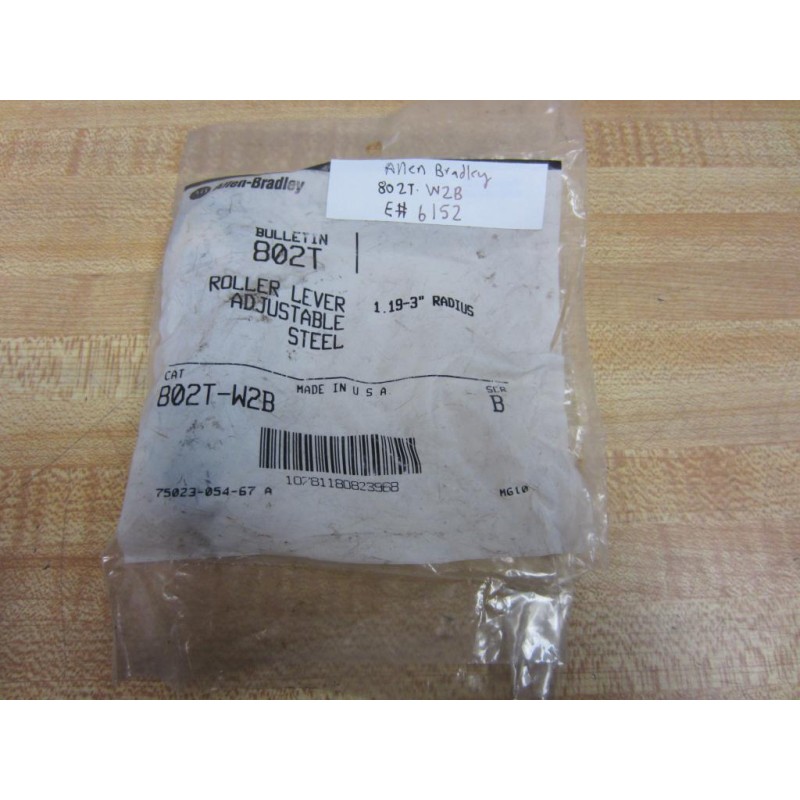 Allen Bradley
802T-W2B
E# 6152
Allen-Bradley
BULLETIN
802T
ROLLER LEVER
ADJUSTABLE
STEEL
1.19-3" RADIUS
CAT
802T-W2B
MADE IN U S A
SER
B
10781180823968
75023-054-67 A